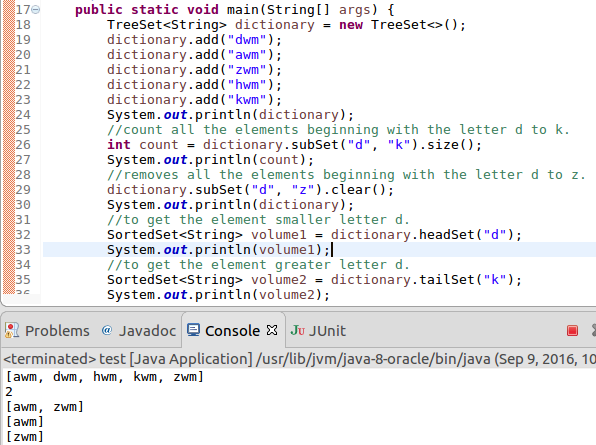 17 public static void main(String[] args) {
18 TreeSet<String> dictionary = new TreeSet<>();
19 dictionary.add("dwm");
20 dictionary.add("awm");
21 dictionary.add("zwm");
22 dictionary.add("hwm");
23 dictionary.add("kwm");
24 System.out.println(dictionary);
25 //count all the elements beginning with the letter d to k.
26 int count = dictionary.subSet("d", "k").size();
27 System.out.println(count);
28 //removes all the elements beginning with the letter d to z.
29 dictionary.subSet("d", "z").clear();
30 System.out.println(dictionary);
31 //to get the element smaller letter d.
32 SortedSet<String> volume1 = dictionary.headSet("d");
33 System.out.println(volume1);
34 //to get the element greater letter d.
35 SortedSet<String> volume2 = dictionary.tailSet("k");
System.out.println(volume2);
Problems @ Javadoc Console JU JUnit
<terminated> test [Java Application] /usr/lib/jvm/java-8-oracle/bin/java (Sep 9, 2016, 10
[awm, dwm, hwm, kwm, zwm]
2
[awm, zwm]
[awm]
[zwm]